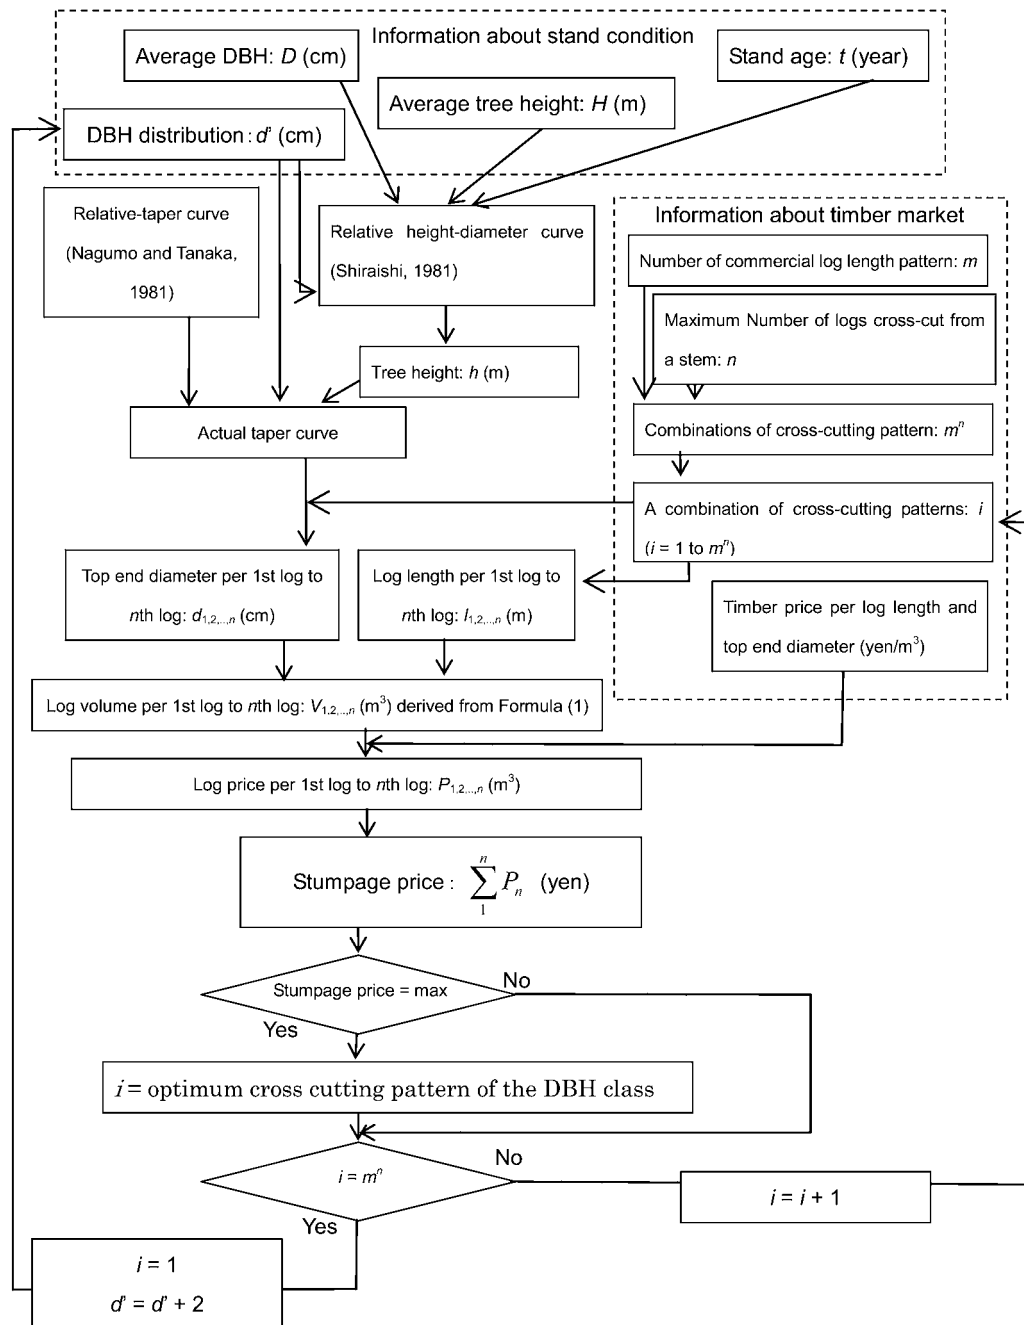 Information about stand condition
Average DBH: D (cm)
Stand age: t (year)
Average tree height: H (m)
DBH distribution : d' (cm)
Relative-taper curve
(Nagumo and Tanaka,
1981)
Relative height-diameter curve
(Shiraishi, 1981)
Information about timber market
Number of commercial log length pattern: m
Maximum Number of logs cross-cut from
a stem: n
Tree height: h (m)
Actual taper curve
Combinations of cross-cutting pattern: mⁿ
A combination of cross-cutting patterns: i
(i = 1 to mⁿ)
Top end diameter per 1st log to
nth log: d1,2,...,n (cm)
Log length per 1st log to
nth log: l1,2,...,n (m)
Timber price per log length and
top end diameter (yen/m³)
Log volume per 1st log to nth log: V1,2,...,n (m³) derived from Formula (1)
Log price per 1st log to nth log: P1,2,...,n (m³)
Stumpage price : n∑1 Pn (yen)
Stumpage price = max
No
Yes
i = optimum cross cutting pattern of the DBH class
i = mⁿ
No
Yes
i = i + 1
i = 1
d' = d' + 2